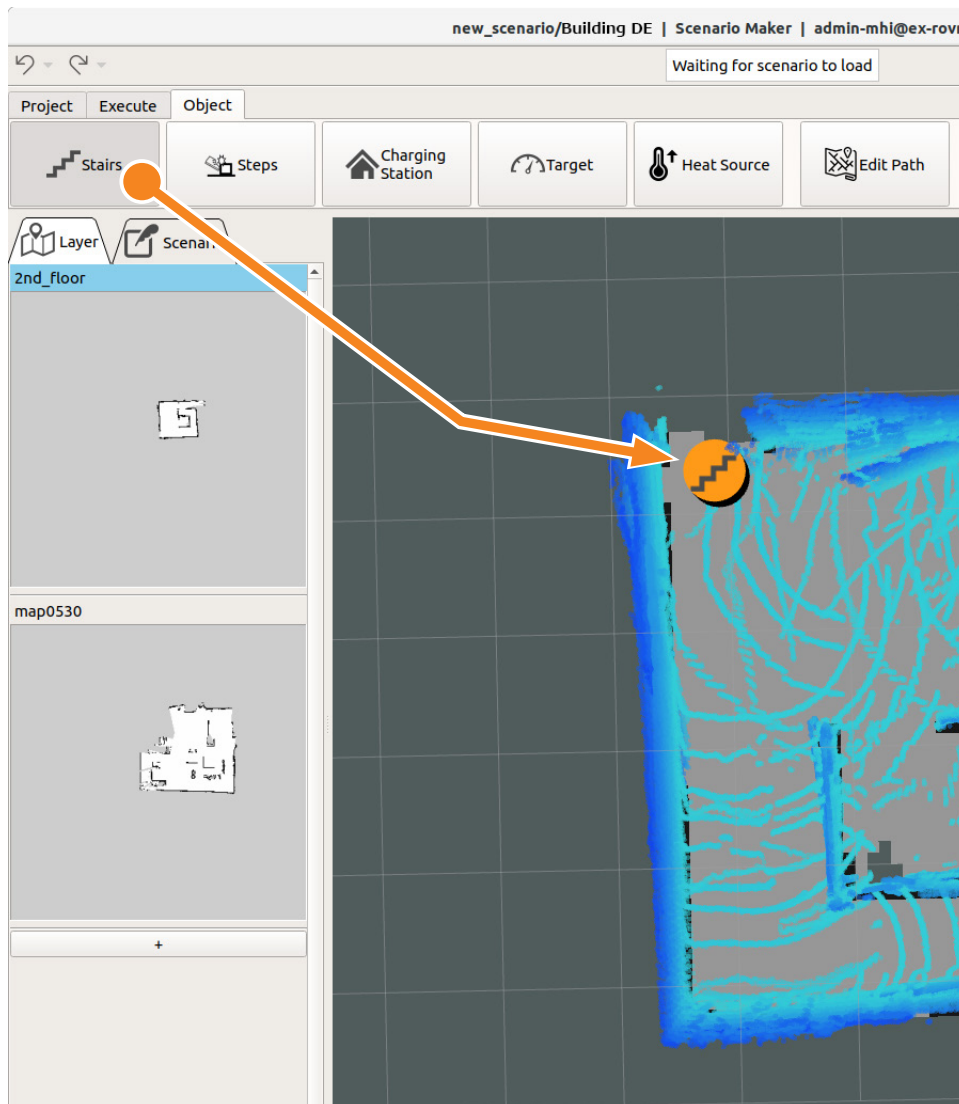 new_scenario/Building DE | Scenario Maker | admin-mhi@ex-rov
Waiting for scenario to load
Project Execute Object
Stairs Steps Charging Station Target Heat Source Edit Path
Layer Scenar
2nd_floor
map0530
+